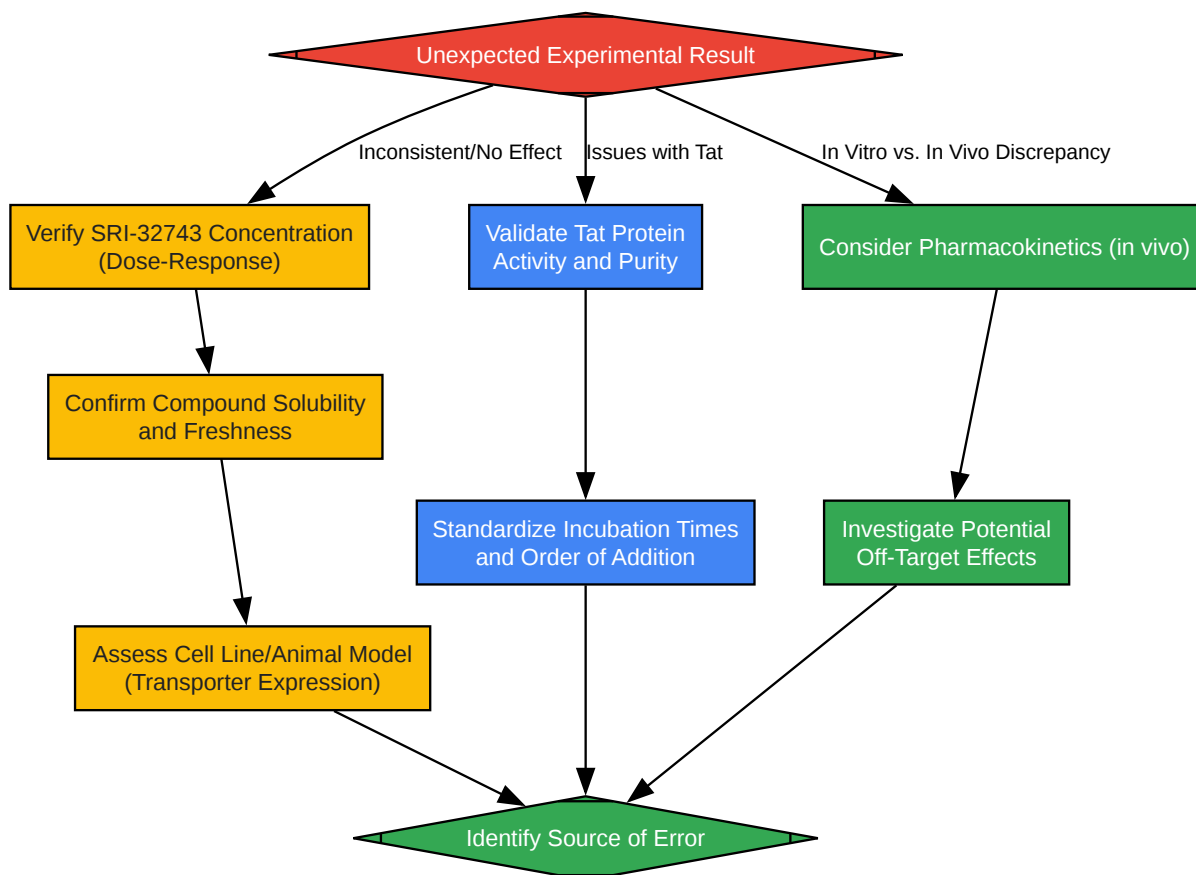 Unexpected Experimental Result
Inconsistent/No Effect
Issues with Tat
In Vitro vs. In Vivo Discrepancy
Verify SRI-32743 Concentration
(Dose-Response)
Validate Tat Protein
Activity and Purity
Consider Pharmacokinetics (in vivo)
Confirm Compound Solubility
and Freshness
Standardize Incubation Times
and Order of Addition
Investigate Potential
Off-Target Effects
Assess Cell Line/Animal Model
(Transporter Expression)
Identify Source of Error